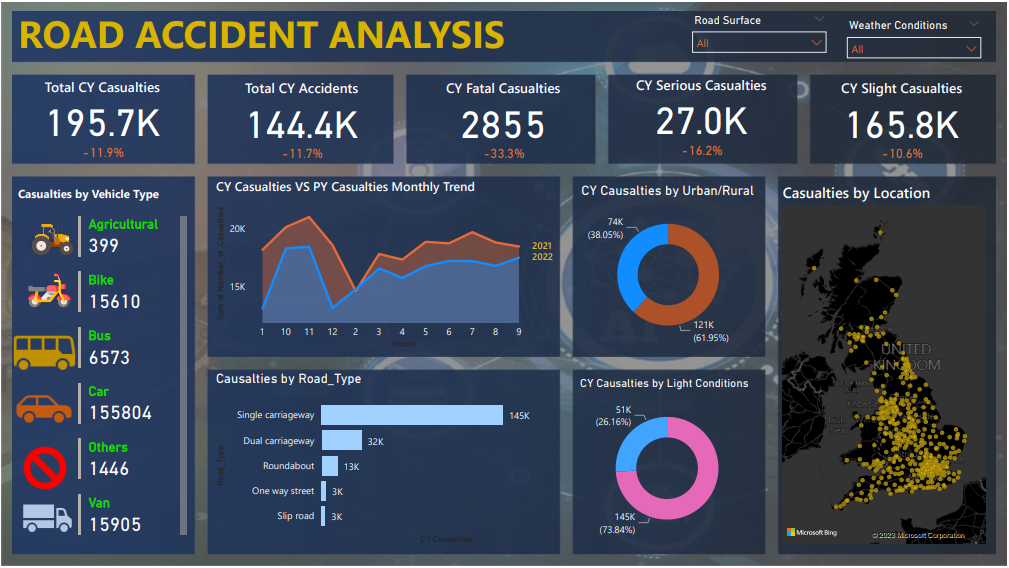 ROAD ACCIDENT ANALYSIS
Road Surface
All
Weather Conditions
All
Total CY Casualties
195.7K
-11.9%
Total CY Accidents
144.4K
-11.7%
CY Fatal Casualties
2855
-33.3%
CY Serious Casualties
27.0K
-16.2%
CY Slight Casualties
165.8K
-10.6%
Casualties by Vehicle Type
Agricultural
399
Bike
15610
Bus
6573
Car
155804
Others
1446
Van
15905
CY Casualties VS PY Casualties Monthly Trend
Sum of Number_of_Casualties
20K
15K
2021
2022
1 10 11 12 2 3 4 5 6 7 8 9
Month
Causalties by Road_Type
Road_Type
Single carriageway 145K
Dual carriageway 32K
Roundabout 13K
One way street 3K
Slip road 3K
CY Casualties
CY Causalties by Urban/Rural
74K
(38.05%)
121K
(61.95%)
CY Causalties by Light Conditions
51K
(26.16%)
145K
(73.84%)
Casualties by Location
UNITED
KINGDOM
Microsoft Bing
© 2023 Microsoft Corporation